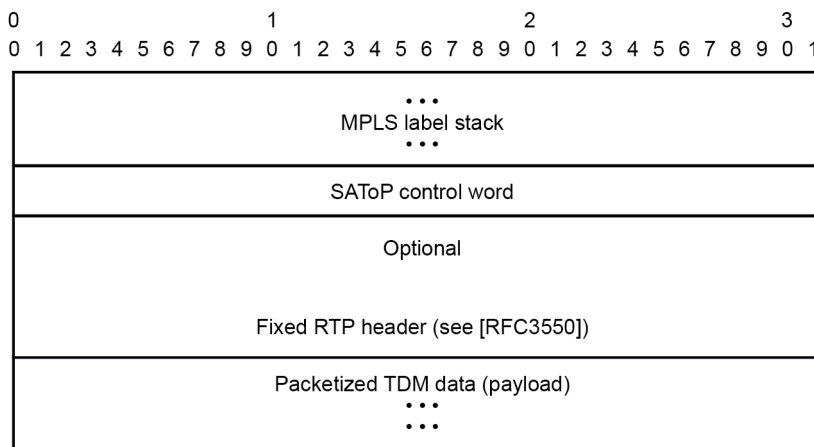 0 1 2 3
0 1 2 3 4 5 6 7 8 9 0 1 2 3 4 5 6 7 8 9 0 1 2 3 4 5 6 7 8 9 0 1
• • •
MPLS label stack
• • •
SAToP control word
Optional
Fixed RTP header (see [RFC3550])
Packetized TDM data (payload)
• • •
• • •